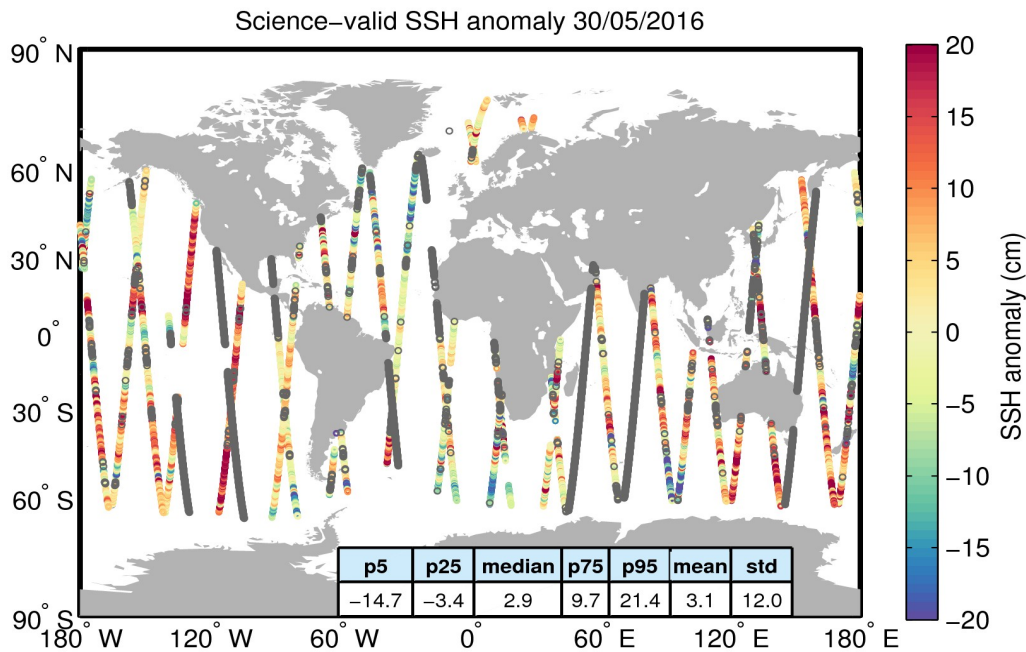 Science−valid SSH anomaly 30/05/2016
90° N
60° N
30° N
0°
30° S
60° S
90° S
180° W
120° W
60° W
0°
60° E
120° E
180° E
p5 p25 median p75 p95 mean std
−14.7 −3.4 2.9 9.7 21.4 3.1 12.0
20
15
10
5
0
−5
−10
−15
−20
SSH anomaly (cm)